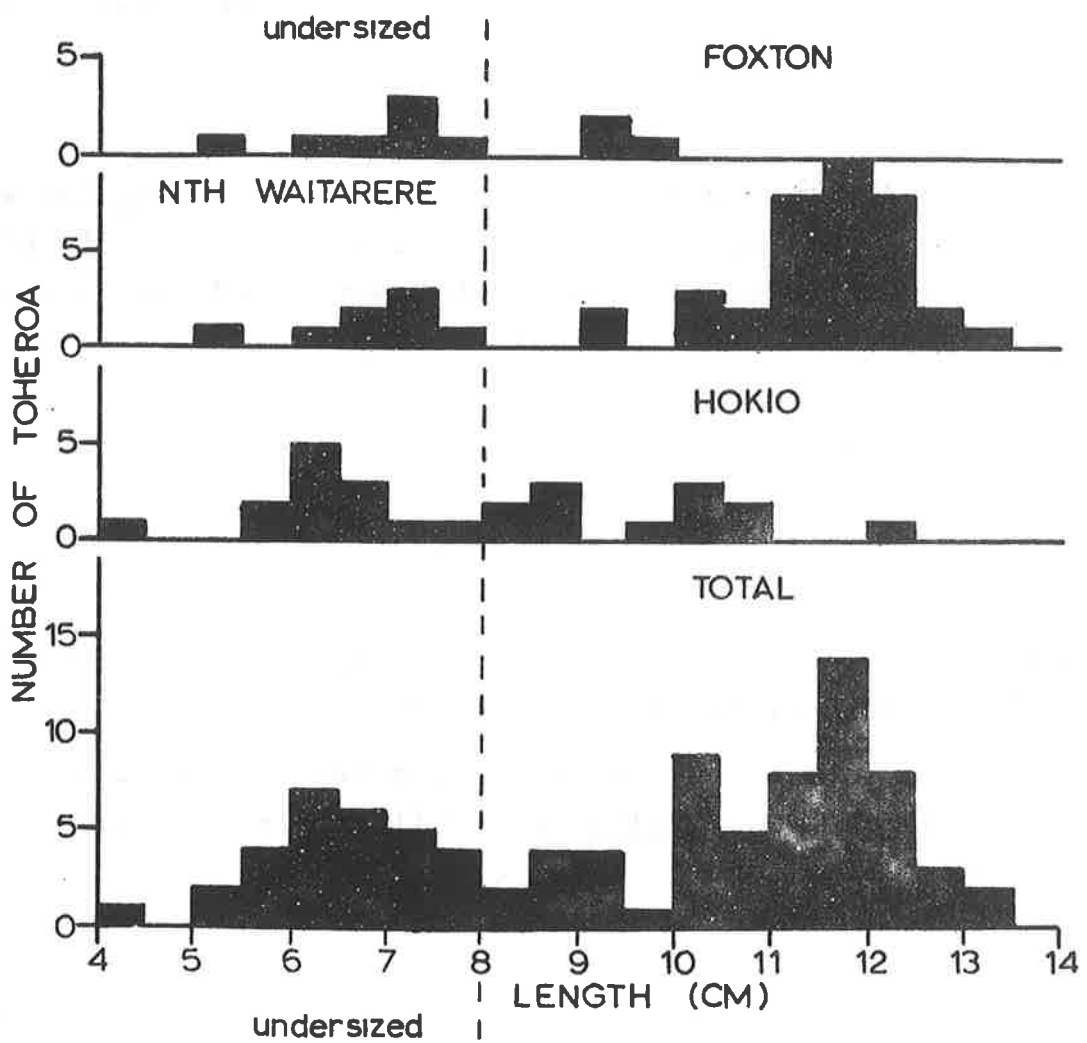 undersized
FOXTON
5
0
NTH WAITARERE
5
0
HOKIO
5
0
TOTAL
15
10
5
0
NUMBER OF TOHEROA
4 5 6 7 8 9 10 11 12 13 14
LENGTH (CM)
undersized